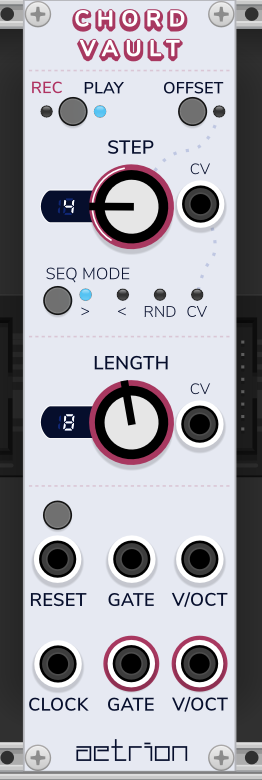 CHORD
VAULT
REC PLAY OFFSET
STEP
CV
4
SEQ MODE
> < RND CV
LENGTH
CV
8
RESET GATE V/OCT
CLOCK GATE V/OCT
aetrion